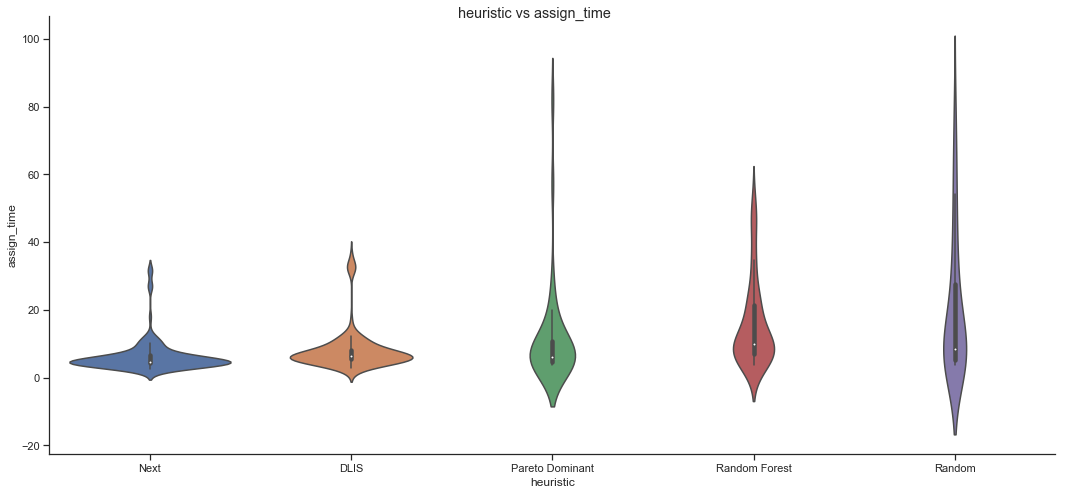 heuristic vs assign_time
100
80
60
40
20
0
−20
assign_time
Next
DLIS
Pareto Dominant
Random Forest
Random
heuristic